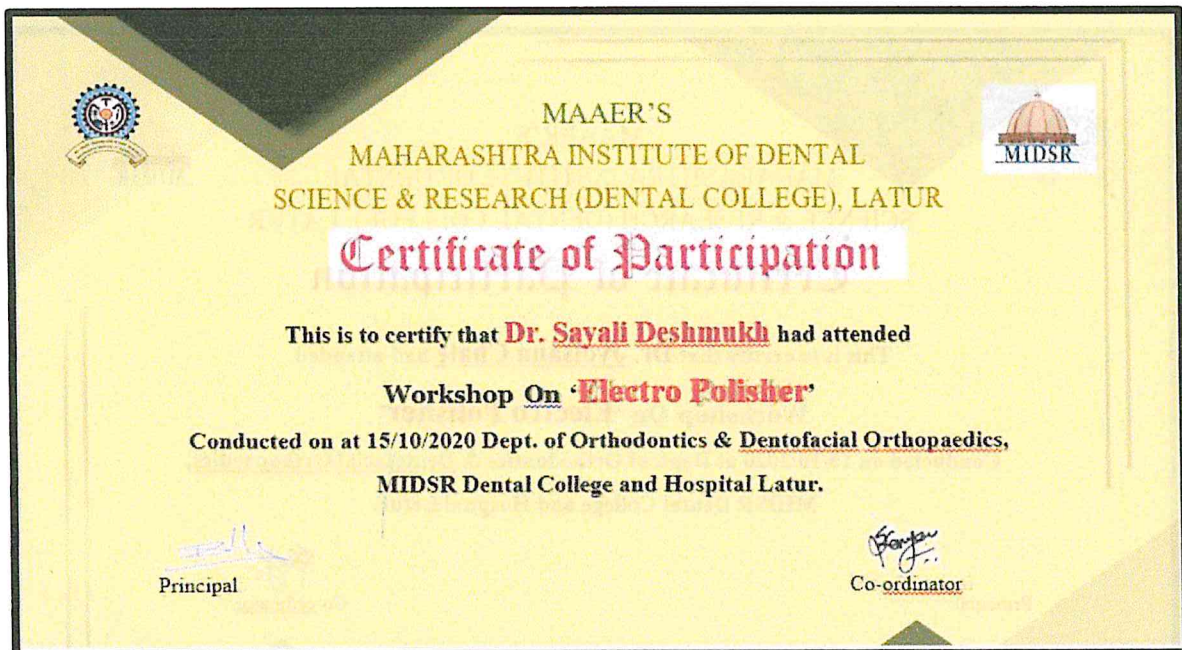 MAAER'S
MAHARASHTRA INSTITUTE OF DENTAL
SCIENCE & RESEARCH (DENTAL COLLEGE), LATUR
MIDSR
Certificate of Participation
This is to certify that Dr. Sayali Deshmukh had attended
Workshop On ‘Electro Polisher’
Conducted on at 15/10/2020 Dept. of Orthodontics & Dentofacial Orthopaedics,
MIDSR Dental College and Hospital Latur.
Principal
Co-ordinator